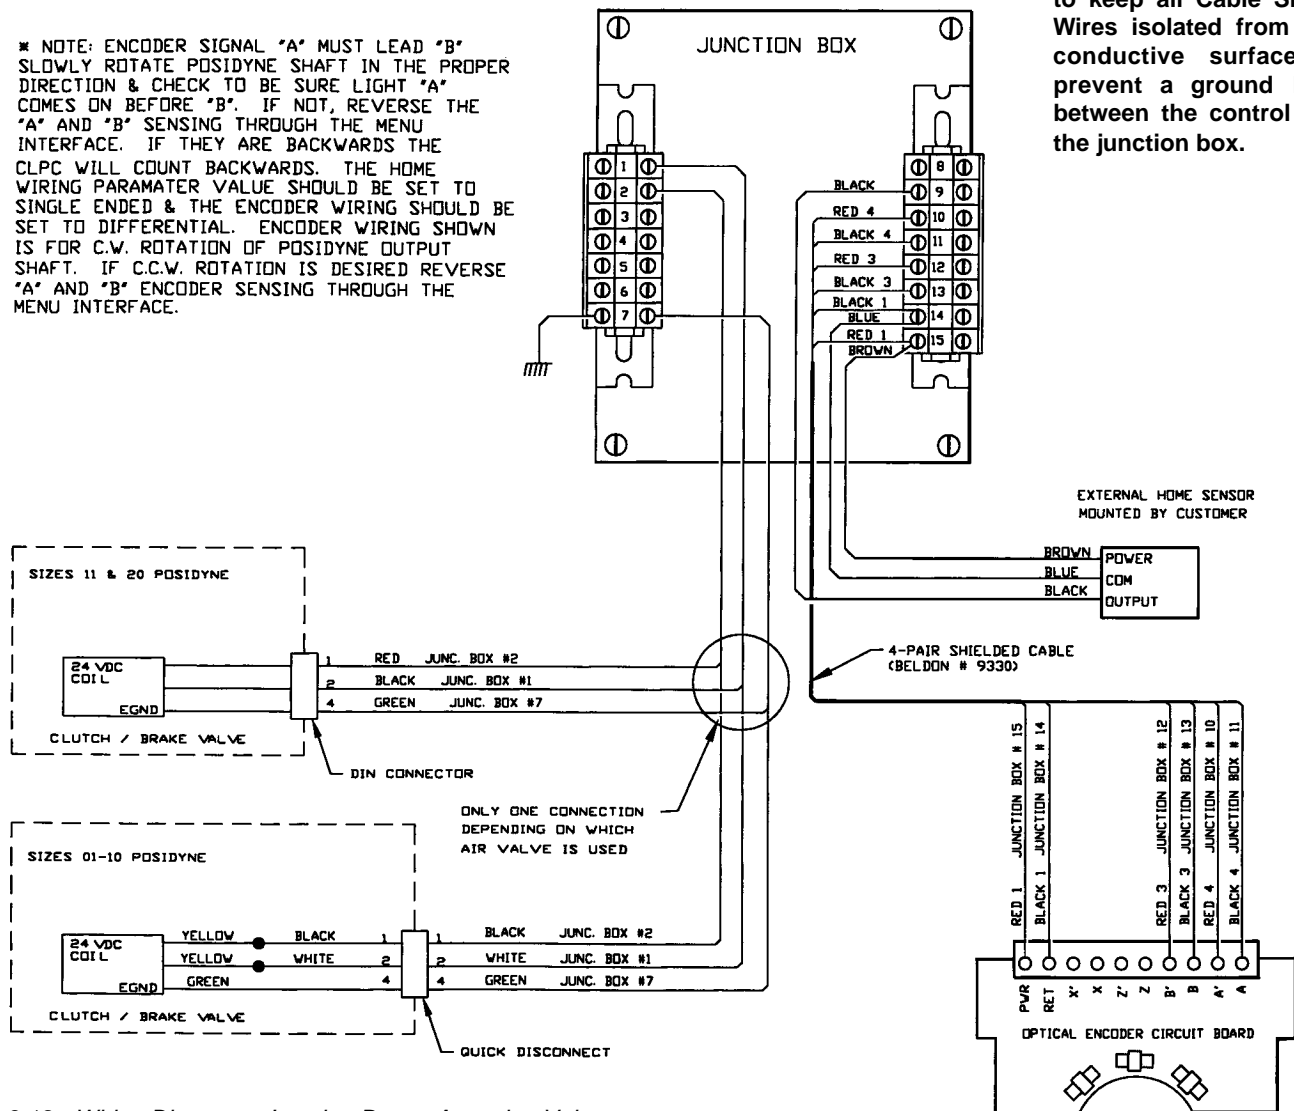 * NOTE: ENCODER SIGNAL "A" MUST LEAD "B"
SLOWLY ROTATE POSIDYNE SHAFT IN THE PROPER
DIRECTION & CHECK TO BE SURE LIGHT "A"
COMES ON BEFORE "B". IF NOT, REVERSE THE
"A" AND "B" SENSING THROUGH THE MENU
INTERFACE. IF THEY ARE BACKWARDS THE
CLPC WILL COUNT BACKWARDS. THE HOME
WIRING PARAMATER VALUE SHOULD BE SET TO
SINGLE ENDED & THE ENCODER WIRING SHOULD BE
SET TO DIFFERENTIAL. ENCODER WIRING SHOWN
IS FOR C.W. ROTATION OF POSIDYNE OUTPUT
SHAFT. IF C.C.W. ROTATION IS DESIRED REVERSE
"A" AND "B" ENCODER SENSING THROUGH THE
MENU INTERFACE.
JUNCTION BOX
to keep all Cable
Wires isolated from
conductive
prevent a ground
between the control
the junction box.
1
2
3
4
5
6
7
8
9
10
11
12
13
14
15
BLACK
RED 4
BLACK 4
RED 3
BLACK 3
BLACK 1
BLUE
RED 1
BROWN
EXTERNAL HOME SENSOR
MOUNTED BY CUSTOMER
BROWN POWER
BLUE COM
BLACK OUTPUT
4-PAIR SHIELDED CABLE
(BELDON # 9330)
SIZES 11 & 20 POSIDYNE
24 VDC
COIL
EGND
CLUTCH / BRAKE VALVE
1 RED JUNC. BOX #2
2 BLACK JUNC. BOX #1
4 GREEN JUNC. BOX #7
DIN CONNECTOR
ONLY ONE CONNECTION
DEPENDING ON WHICH
AIR VALVE IS USED
SIZES 01-10 POSIDYNE
24 VDC
COIL
EGND
YELLOW BLACK 1 1 BLACK JUNC. BOX #2
YELLOW WHITE 2 2 WHITE JUNC. BOX #1
GREEN 4 4 GREEN JUNC. BOX #7
CLUTCH / BRAKE VALVE
QUICK DISCONNECT
RED 1 JUNCTION BOX # 15
BLACK 1 JUNCTION BOX # 14
RED 3 JUNCTION BOX # 12
BLACK 3 JUNCTION BOX # 13
RED 4 JUNCTION BOX # 10
BLACK 4 JUNCTION BOX # 11
PWR
RET
X'
X
Z'
Z
B'
B
A'
A
OPTICAL ENCODER CIRCUIT BOARD